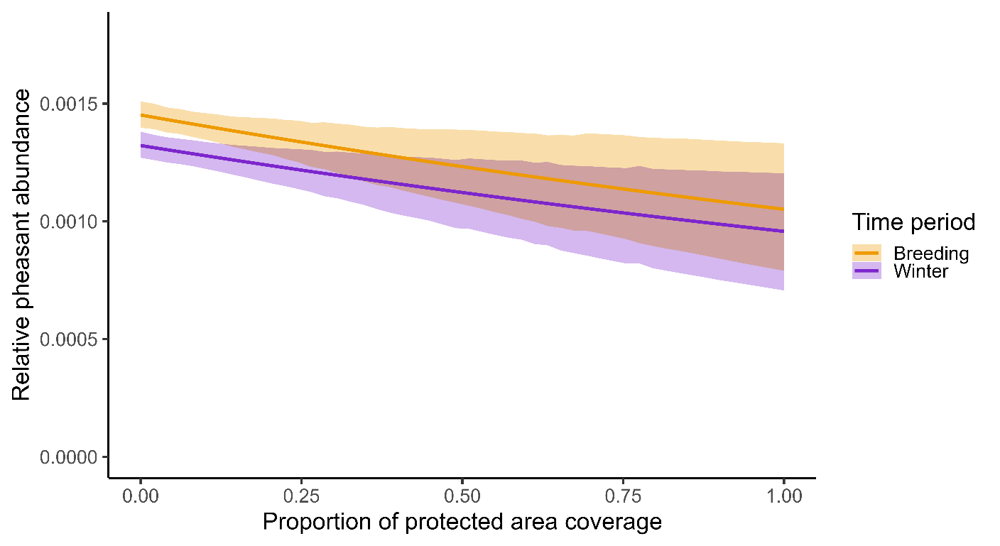 Relative pheasant abundance
0.0015
0.0010
0.0005
0.0000
0.00 0.25 0.50 0.75 1.00
Proportion of protected area coverage
Time period
Breeding
Winter